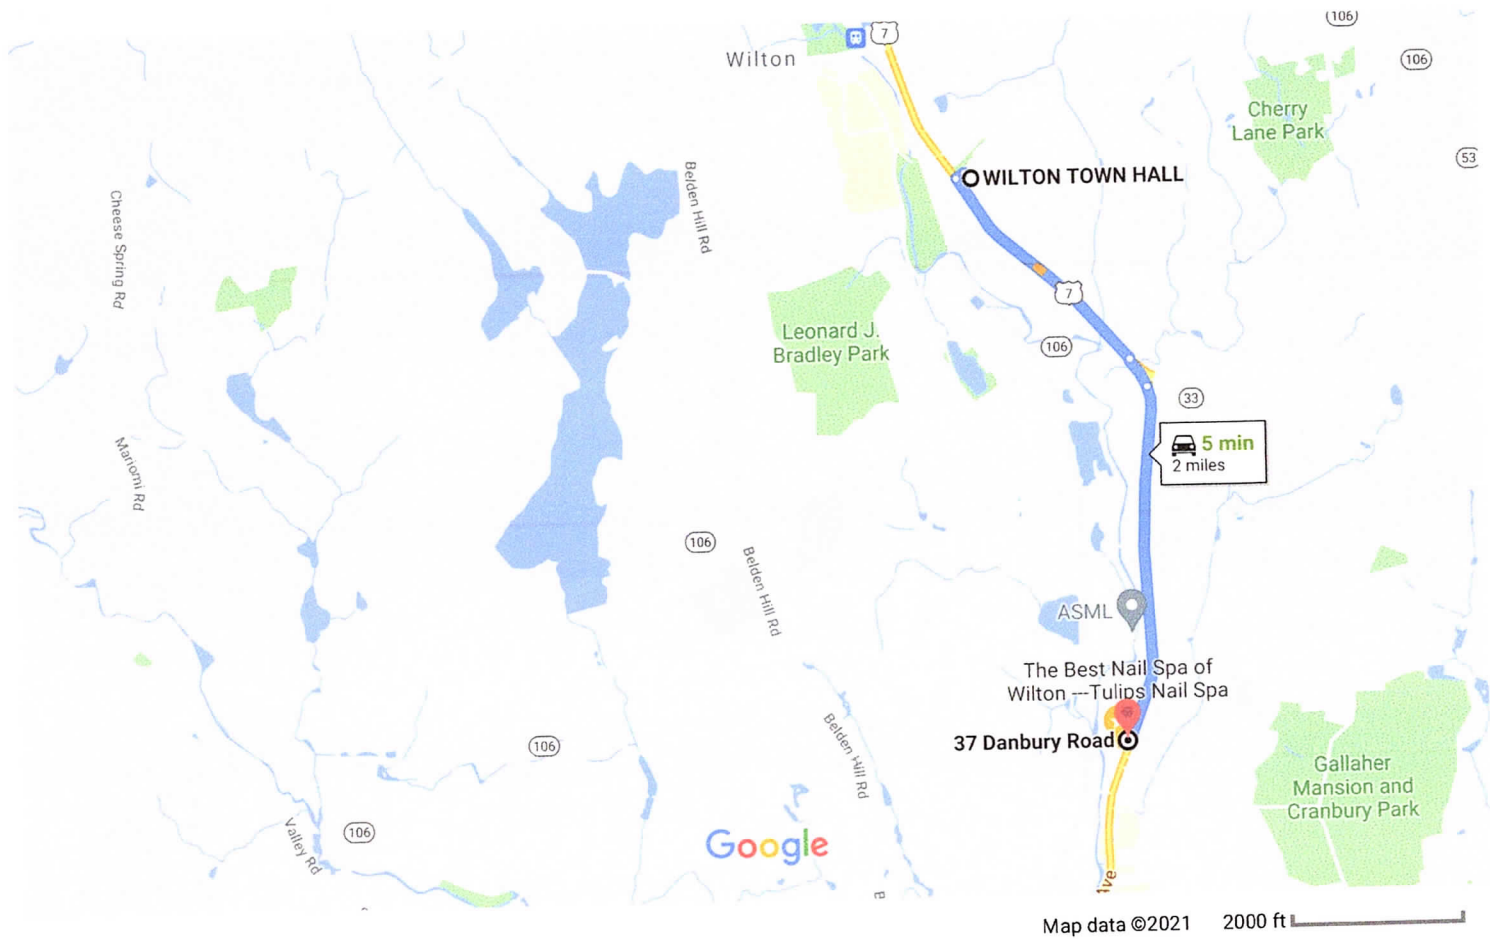 106
7
Wilton
106
Cherry
Lane Park
53
WILTON TOWN HALL
Belden Hill Rd
Cheese Spring Rd
7
Leonard J.
Bradley Park
106
33
5 min
2 miles
Mariomi Rd
106
Belden Hill Rd
ASML
The Best Nail Spa of
Wilton ---Tulips Nail Spa
37 Danbury Road
Belden Hill Rd
106
Gallaher
Mansion and
Cranbury Park
106
Valley Rd
Google
B
Map data ©2021
2000 ft